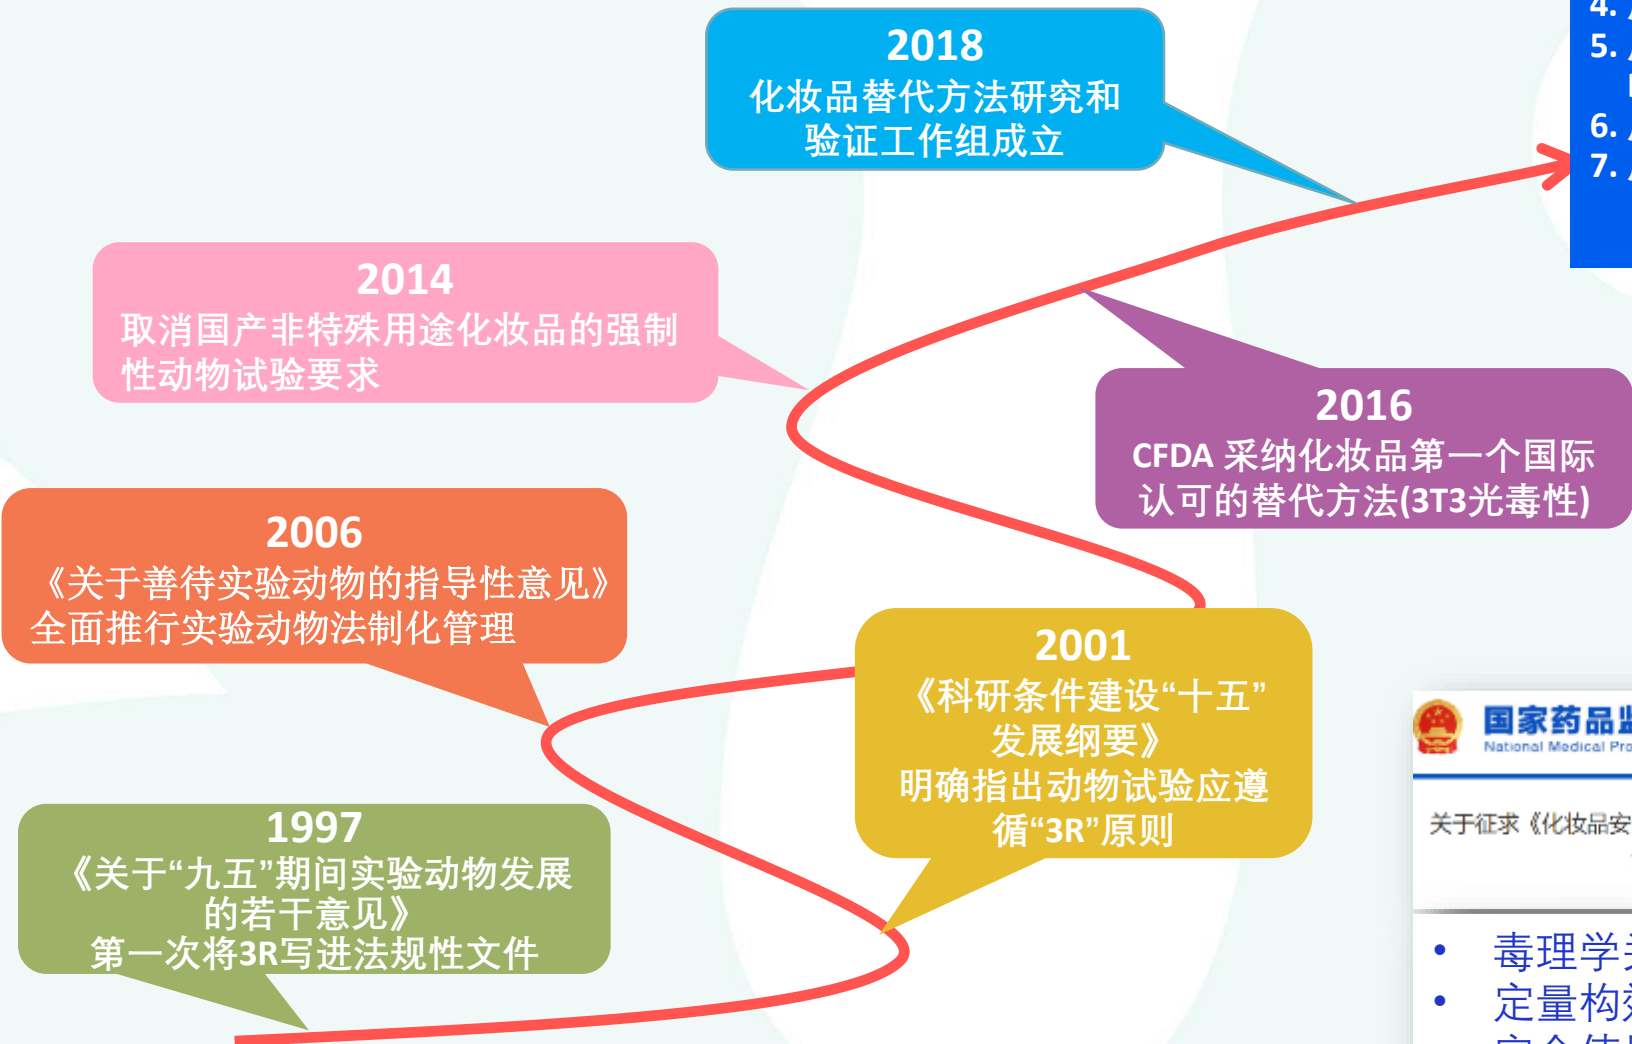 2018
化妆品替代方法研究和
验证工作组成立
4.
5.
6.
7.
2014
取消国产非特殊用途化妆品的强制
性动物试验要求
2016
CFDA 采纳化妆品第一个国际
认可的替代方法(3T3光毒性)
2006
《关于善待实验动物的指导性意见》
全面推行实验动物法制化管理
2001
《科研条件建设“十五”
发展纲要》
明确指出动物试验应遵
循“3R”原则
1997
《关于“九五”期间实验动物发展
的若干意见》
第一次将3R写进法规性文件
国家药品监
National Medical Pro
关于征求《化妆品安
• 毒理学关
• 定量构效